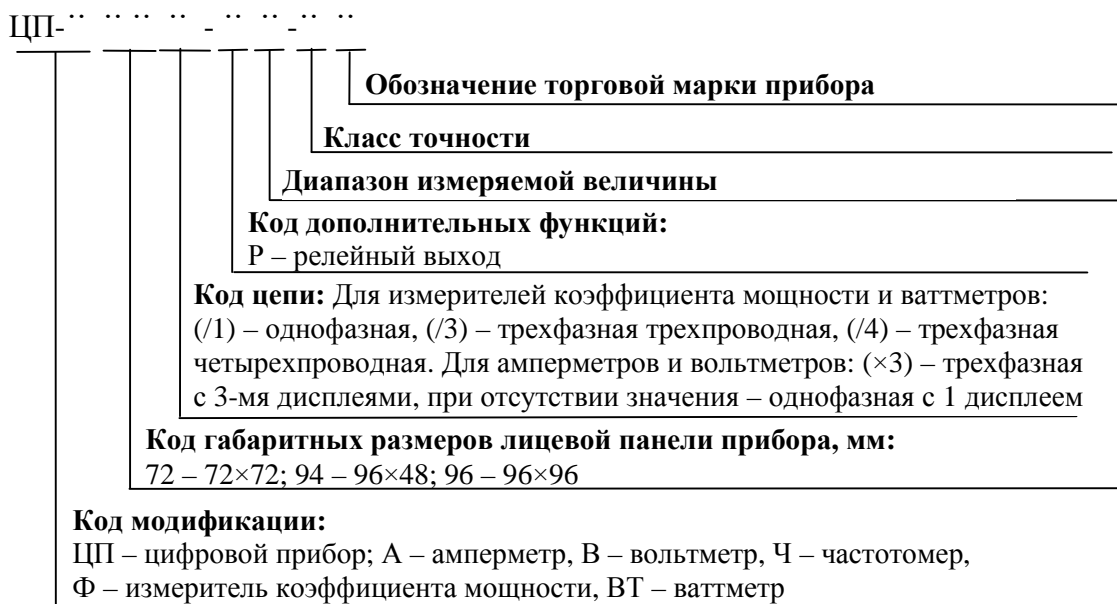 ЦП-¨ ¨ ¨ ¨ - ¨ ¨ -¨ ¨
Обозначение торговой марки прибора
Класс точности
Диапазон измеряемой величины
Код дополнительных функций:
Р – релейный выход
Код цепи: Для измерителей коэффициента мощности и ваттметров:
(/1) – однофазная, (/3) – трехфазная трехпроводная, (/4) – трехфазная
четырехпроводная. Для амперметров и вольтметров: (×3) – трехфазная
с 3-мя дисплеями, при отсутствии значения – однофазная с 1 дисплеем
Код габаритных размеров лицевой панели прибора, мм:
72 – 72×72; 94 – 96×48; 96 – 96×96
Код модификации:
ЦП – цифровой прибор; А – амперметр, В – вольтметр, Ч – частотомер,
Ф – измеритель коэффициента мощности, ВТ – ваттметр